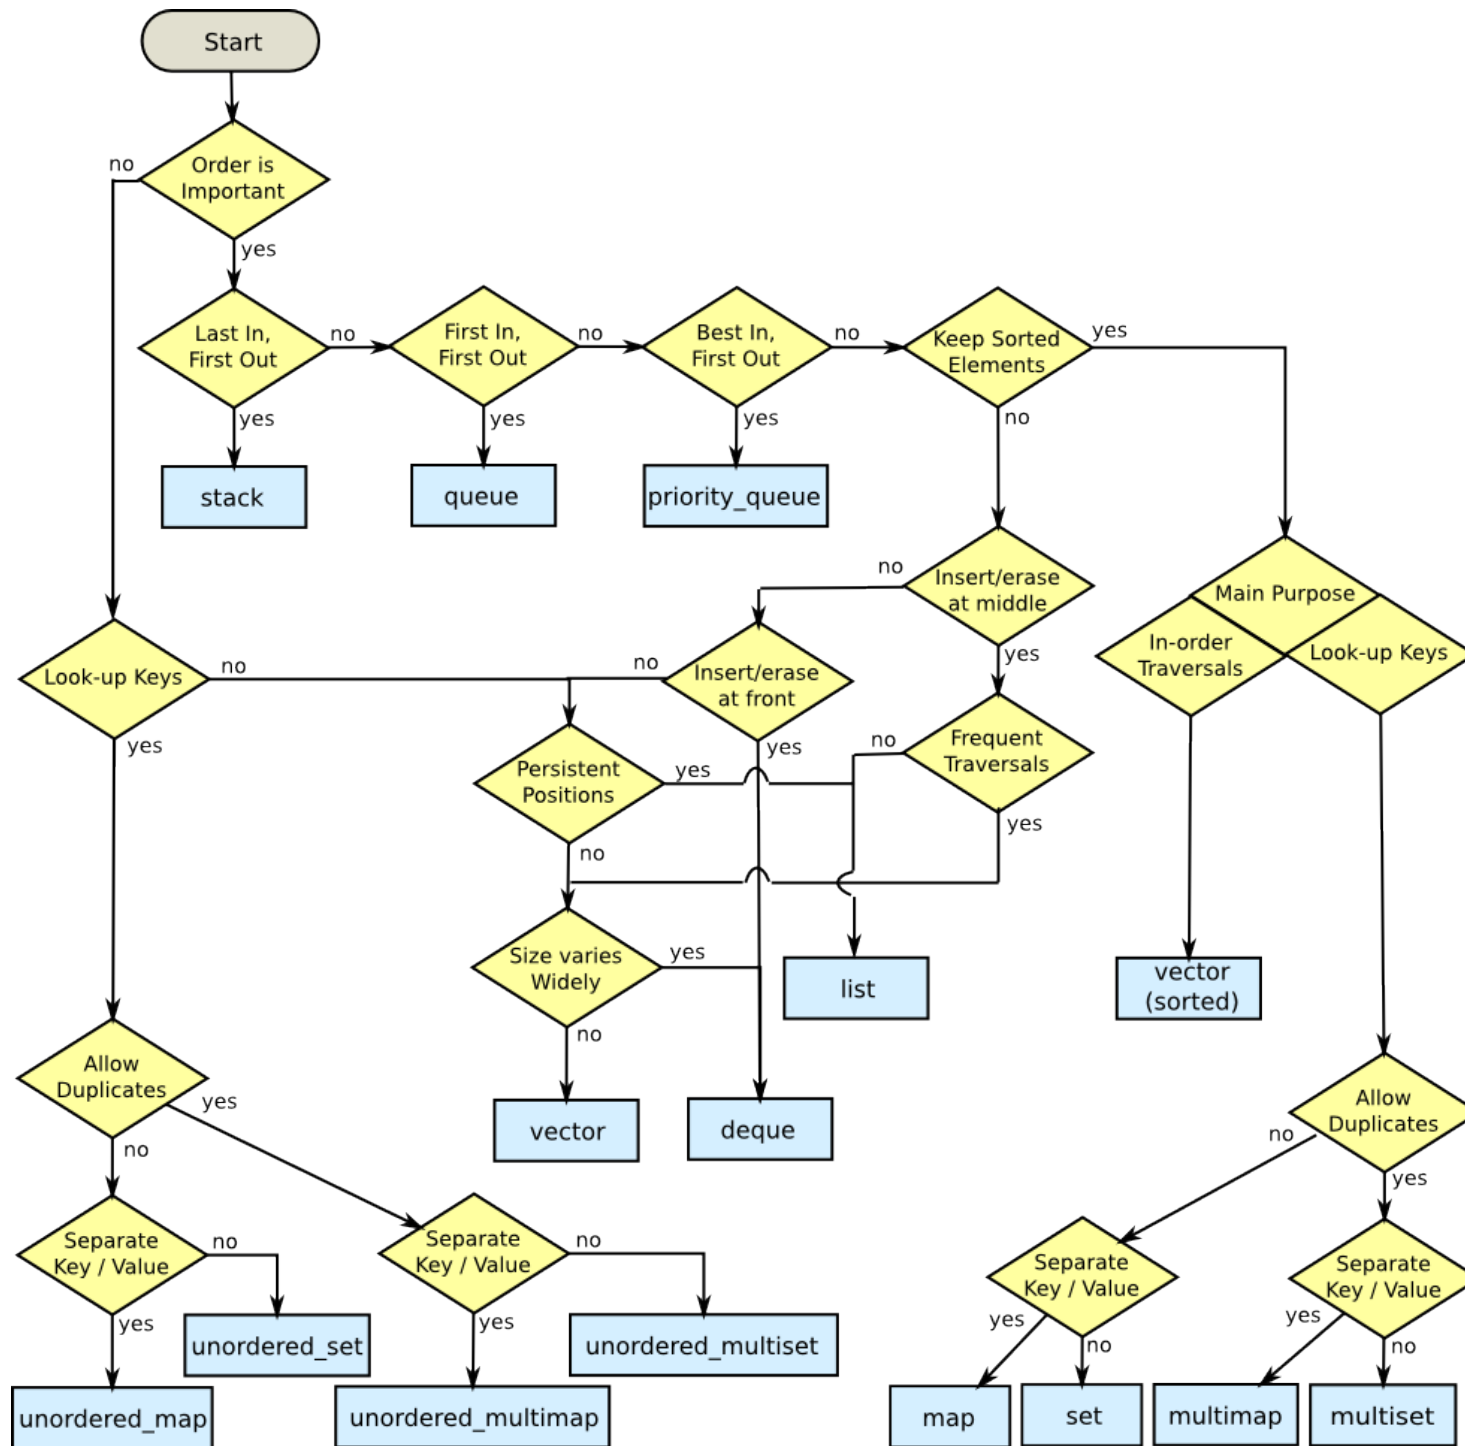 Start
no
Order is
Important
yes
Last In,
First Out
no
First In,
First Out
no
Best In,
First Out
no
Keep Sorted
Elements
yes
yes
yes
yes
no
stack
queue
priority_queue
no
Insert/erase
at middle
Main Purpose
In-order
Traversals
Look-up Keys
yes
Look-up Keys
no
no
Insert/erase
at front
yes
yes
no
Frequent
Traversals
Persistent
Positions
yes
yes
no
Size varies
Widely
yes
no
list
vector
(sorted)
vector
deque
Allow
Duplicates
yes
no
Allow
Duplicates
no
yes
Separate
Key / Value
no
yes
Separate
Key / Value
no
yes
Separate
Key / Value
yes
no
Separate
Key / Value
yes
no
unordered_set
unordered_multiset
unordered_map
unordered_multimap
map
set
multimap
multiset